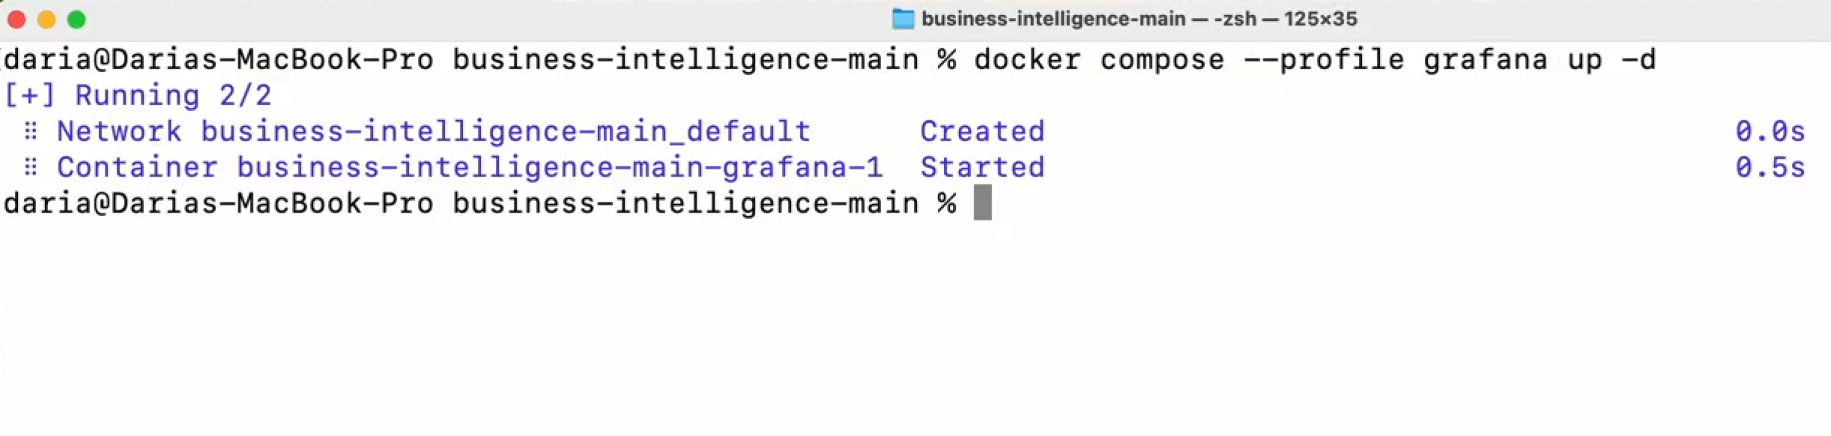 business-intelligence-main — -zsh — 125×35
daria@Darias-MacBook-Pro business-intelligence-main % docker compose --profile grafana up -d
[+] Running 2/2
⠿ Network business-intelligence-main_default Created 0.0s
⠿ Container business-intelligence-main-grafana-1 Started 0.5s
daria@Darias-MacBook-Pro business-intelligence-main %